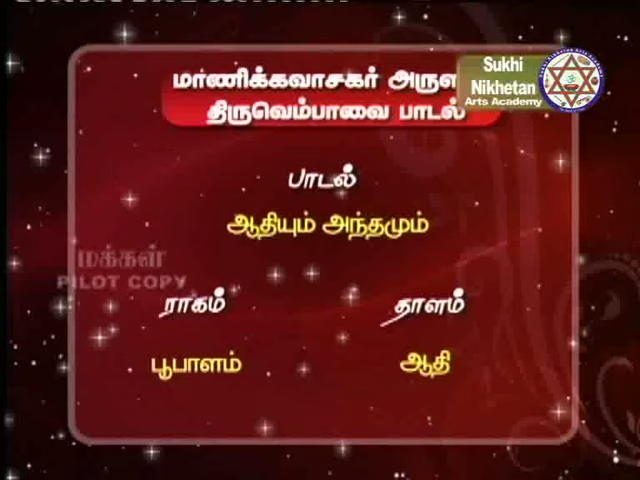 மாணிக்கவாசகர்
திருவெம்பாவை பாடல்
Sukhi
Nikhetan
Arts Academy
பாடல்
ஆதியும் அந்தமும்
மக்கள்
PILOT COPY
ராகம்
தாளம்
பூபாளம்
ஆதி